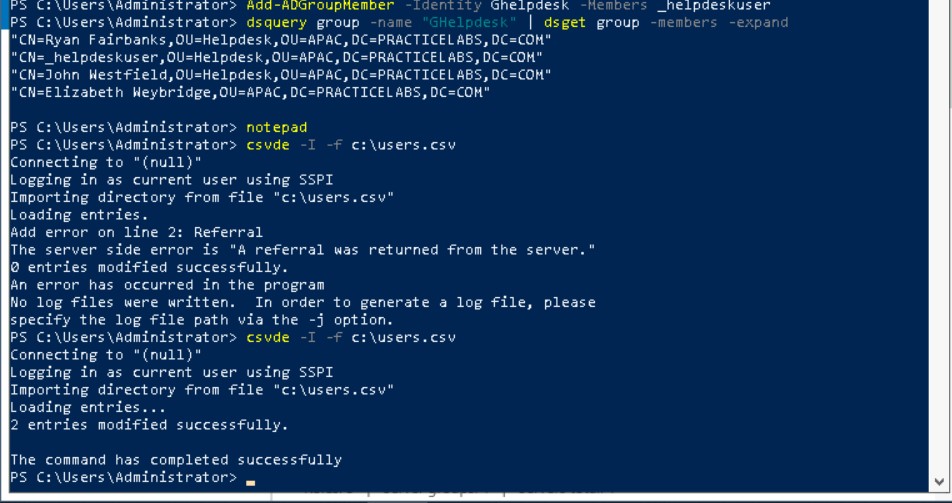 PS C:\Users\Administrator> Add-ADGroupMember -Identity Ghelpdesk -Members _helpdeskuser
PS C:\Users\Administrator> dsquery group -name "GHelpdesk" | dsget group -members -expand
"CN=Ryan Fairbanks,OU=Helpdesk,OU=APAC,DC=PRACTICELABS,DC=COM"
"CN=_helpdeskuser,OU=Helpdesk,OU=APAC,DC=PRACTICELABS,DC=COM"
"CN=John Westfield,OU=Helpdesk,OU=APAC,DC=PRACTICELABS,DC=COM"
"CN=Elizabeth Weybridge,OU=APAC,DC=PRACTICELABS,DC=COM"
PS C:\Users\Administrator> notepad
PS C:\Users\Administrator> csvde -I -f c:\users.csv
Connecting to "(null)"
Logging in as current user using SSPI
Importing directory from file "c:\users.csv"
Loading entries.
Add error on line 2: Referral
The server side error is "A referral was returned from the server."
0 entries modified successfully.
An error has occurred in the program
No log files were written.  In order to generate a log file, please
specify the log file path via the -j option.
PS C:\Users\Administrator> csvde -I -f c:\users.csv
Connecting to "(null)"
Logging in as current user using SSPI
Importing directory from file "c:\users.csv"
Loading entries...
2 entries modified successfully.
The command has completed successfully
PS C:\Users\Administrator>